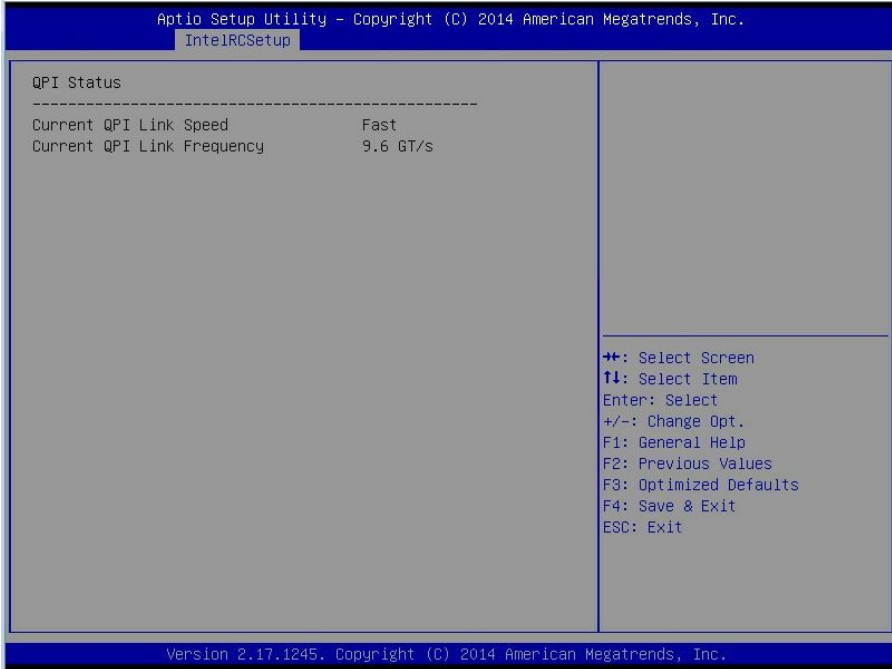 Aptio Setup Utility – Copyright (C) 2014 American Megatrends, Inc.
IntelRCSetup
QPI Status
--------------------------------------------------
Current QPI Link Speed Fast
Current QPI Link Frequency 9.6 GT/s
→←: Select Screen
↑↓: Select Item
Enter: Select
+/-: Change Opt.
F1: General Help
F2: Previous Values
F3: Optimized Defaults
F4: Save & Exit
ESC: Exit
Version 2.17.1245. Copyright (C) 2014 American Megatrends, Inc.